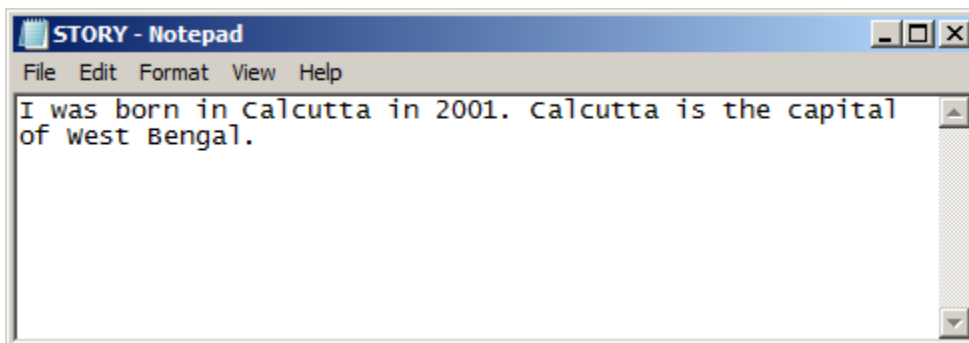 STORY - Notepad
File Edit Format View Help
I was born in Calcutta in 2001. Calcutta is the capital
of West Bengal.